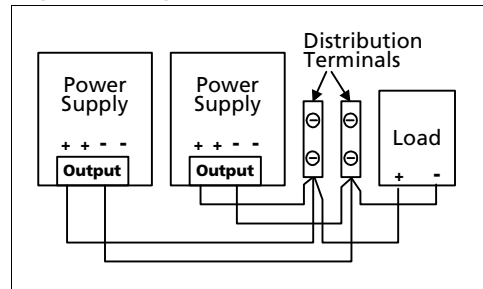 Distribution
Terminals
Power
Supply
+ + - -
Output
Power
Supply
+ + - -
Output
Load
+ -